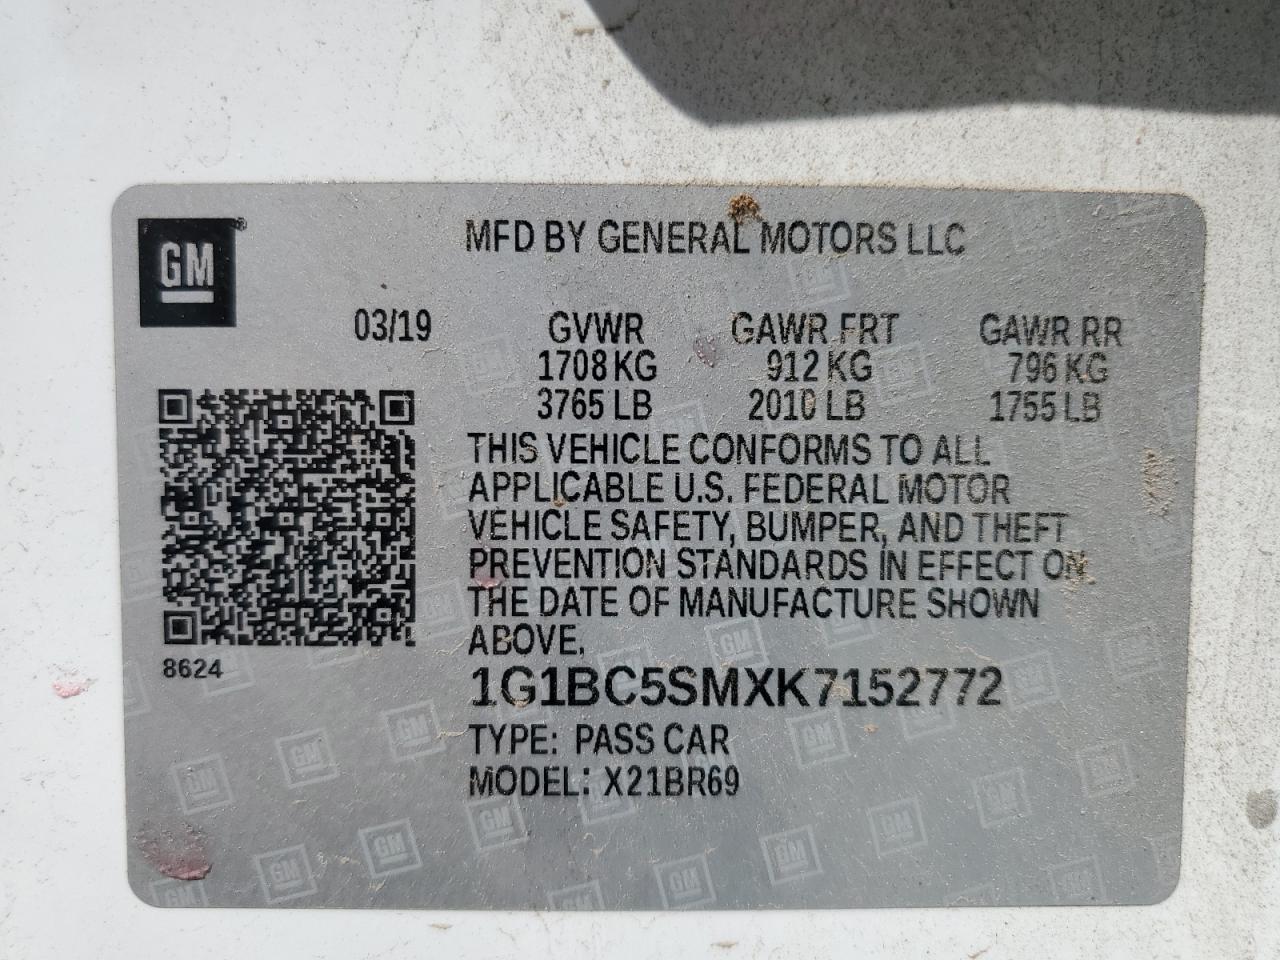 GM
MFD BY GENERAL MOTORS LLC
03/19 GVWR GAWR FRT GAWR RR
1708 KG 912 KG 796 KG
3765 LB 2010 LB 1755 LB
THIS VEHICLE CONFORMS TO ALL
APPLICABLE U.S. FEDERAL MOTOR
VEHICLE SAFETY, BUMPER, AND THEFT
PREVENTION STANDARDS IN EFFECT ON
THE DATE OF MANUFACTURE SHOWN
ABOVE.
8624
1G1BC5SMXK7152772
TYPE: PASS CAR
MODEL: X21BR69